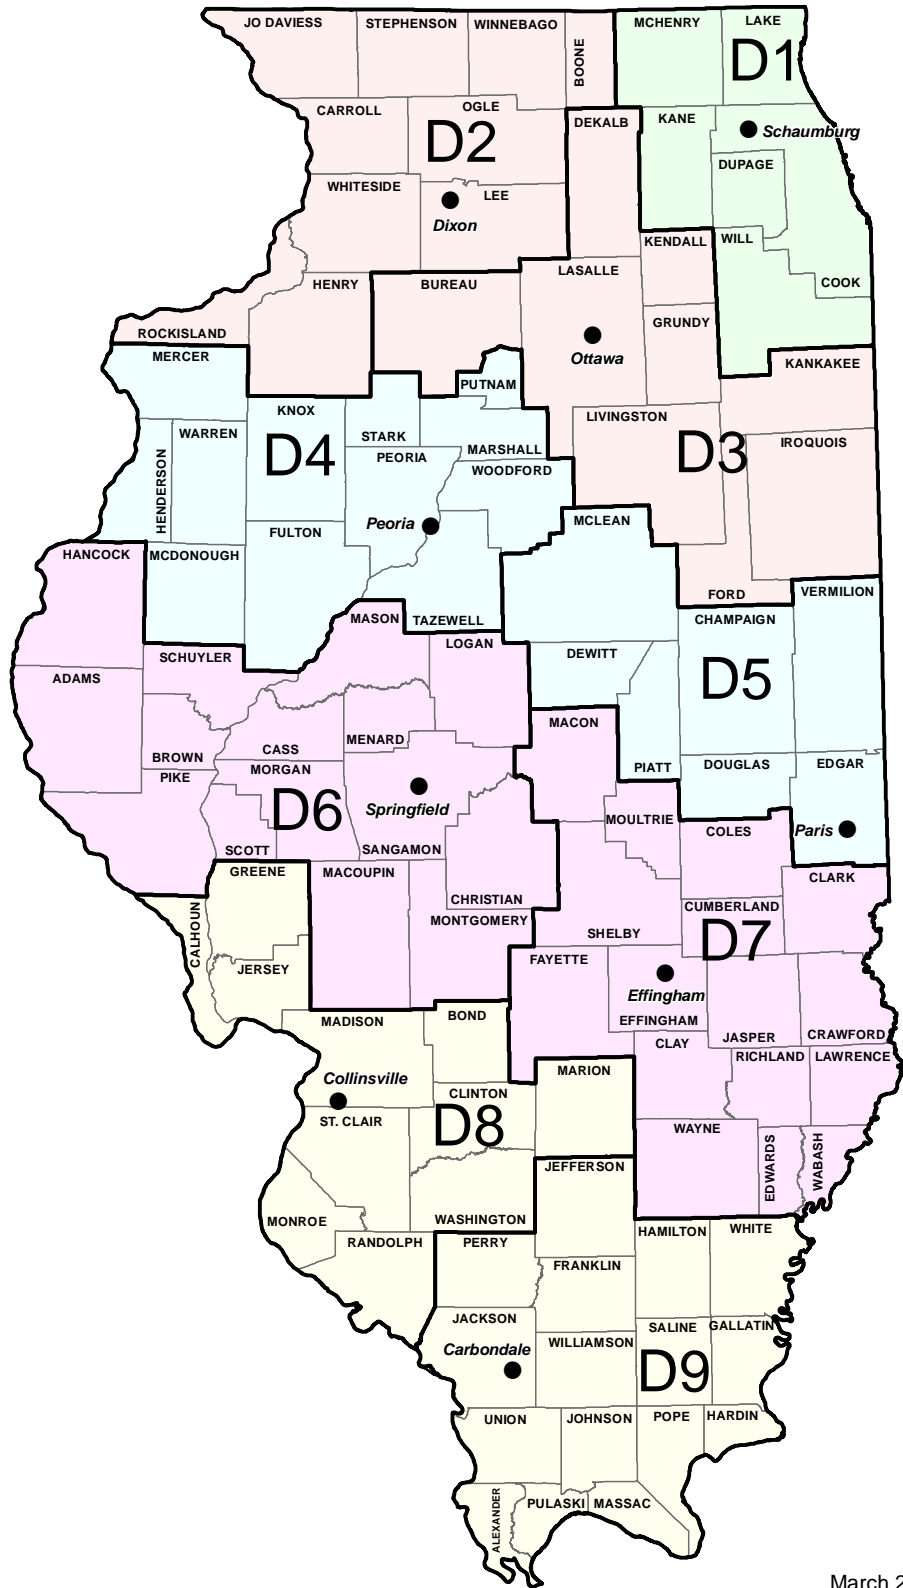 JO DAVIESS
STEPHENSON
WINNEBAGO
BOONE
MCHENRY
LAKE
D1
CARROLL
OGLE
D2
DEKALB
KANE
Schaumburg
DUPAGE
WHITESIDE
LEE
Dixon
KENDALL
WILL
COOK
HENRY
BUREAU
LASALLE
GRUNDY
ROCKISLAND
Ottawa
MERCER
PUTNAM
KANKAKEE
KNOX
LIVINGSTON
WARREN
STARK
D4
MARSHALL
D3
IROQUOIS
PEORIA
WOODFORD
HENDERSON
Peoria
MCLEAN
FULTON
HANCOCK
MCDONOUGH
FORD
VERMILION
MASON
TAZEWELL
CHAMPAIGN
SCHUYLER
LOGAN
DEWITT
D5
ADAMS
MACON
MENARD
CASS
BROWN
PIKE
MORGAN
PIATT
DOUGLAS
EDGAR
D6
Springfield
MOULTRIE
COLES
Paris
SCOTT
SANGAMON
GREENE
MACOUPIN
CLARK
CHRISTIAN
CUMBERLAND
CALHOUN
MONTGOMERY
SHELBY
D7
JERSEY
FAYETTE
Effingham
EFFINGHAM
MADISON
BOND
CLAY
JASPER
CRAWFORD
RICHLAND
LAWRENCE
Collinsville
MARION
CLINTON
D8
ST. CLAIR
WAYNE
EDWARDS
WABASH
JEFFERSON
MONROE
WASHINGTON
HAMILTON
WHITE
RANDOLPH
PERRY
FRANKLIN
JACKSON
SALINE
GALLATIN
Carbondale
WILLIAMSON
D9
UNION
JOHNSON
POPE
HARDIN
ALEXANDER
PULASKI
MASSAC
March 2